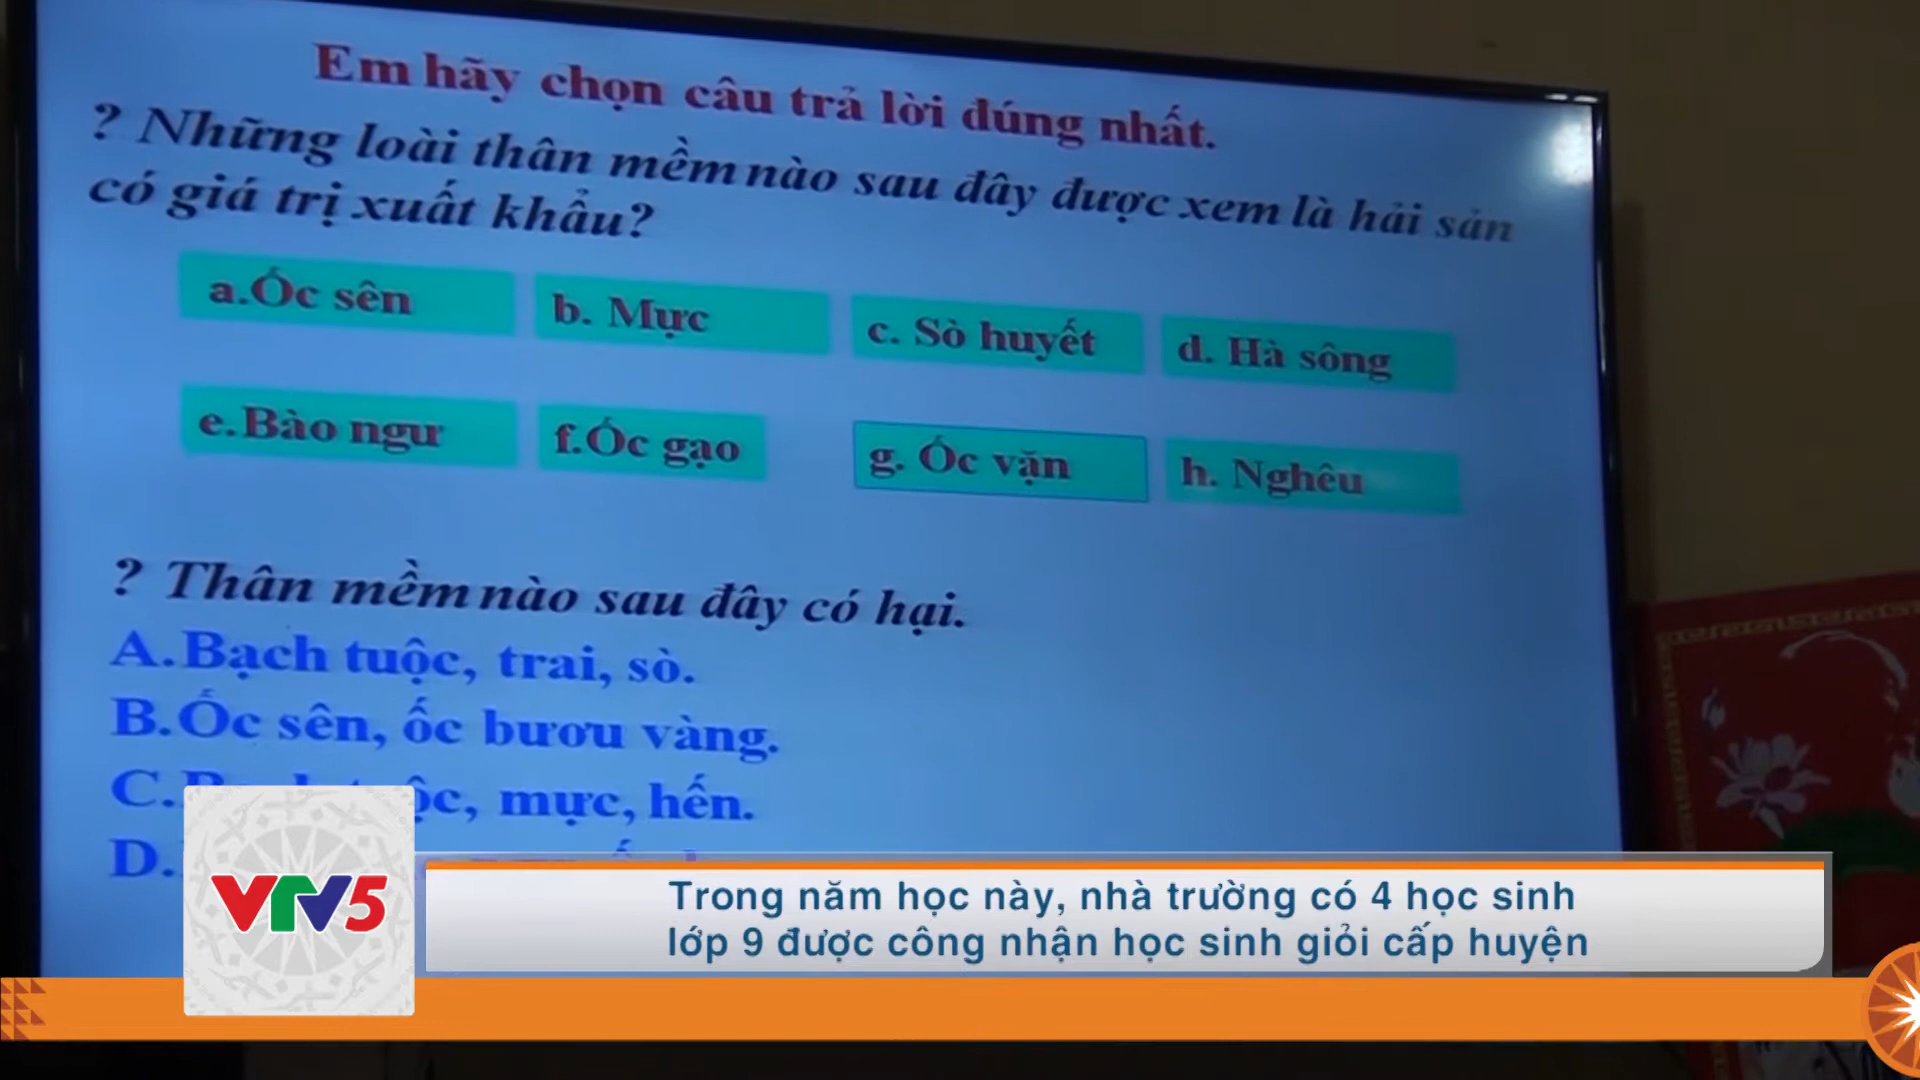 Em hãy chọn câu trả lời đúng nhất.
? Những loài thân mềm nào sau đây được xem là hải sản
có giá trị xuất khẩu?
a.Ốc sên
b. Mực
c. Sò huyết
d. Hà sông
e.Bào ngư
f.Ốc gạo
g. Ốc vặn
h. Nghêu
? Thân mềm nào sau đây có hại.
A.Bạch tuộc, trai, sò.
B.Ốc sên, ốc bươu vàng.
C. mực, hến.
D.
VTV5
Trong năm học này, nhà trường có 4 học sinh
lớp 9 được công nhận học sinh giỏi cấp huyện